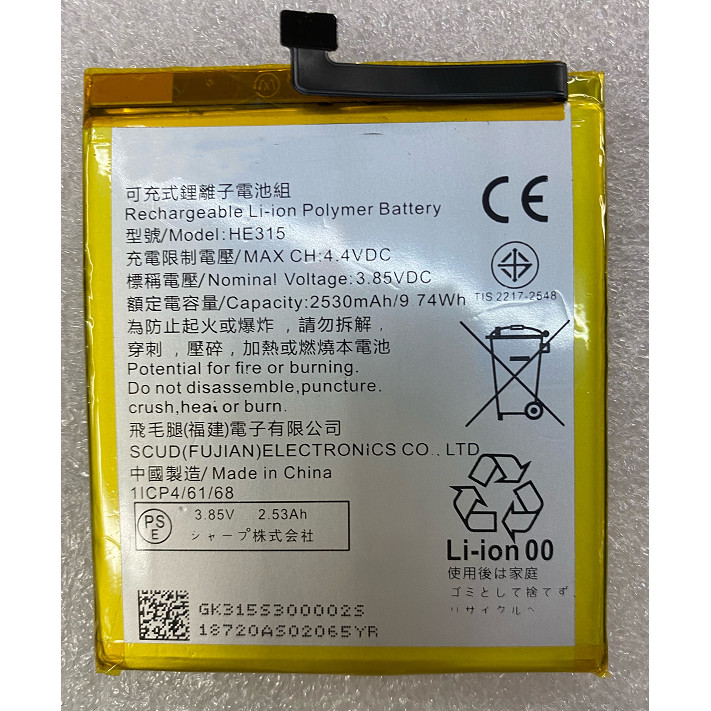 可充式鋰離子電池組
Rechargeable Li-ion Polymer Battery
型號/Model:HE315
充電限制電壓/MAX CH:4.4VDC
標稱電壓/Nominal Voltage:3.85VDC
額定電容量/Capacity:2530mAh/9.74Wh
為防止起火或爆炸，請勿拆解，
穿刺，壓碎，加熱或燃燒本電池
Potential for fire or burning.
Do not disassemble,puncture.
crush,heai or burn.
飛毛腿(福建)電子有限公司
SCUD(FUJIAN)ELECTRONiCS CO., LTD
中國製造/Made in China
1ICP4/61/68
PS
E
3.85V 2.53Ah
シャープ株式会社
GK315S300002S
18720AS02065YR
CE
TIS 2217-2548
Li-ion 00
使用後は家庭
ゴミとして捨てず、
リサイクルへ